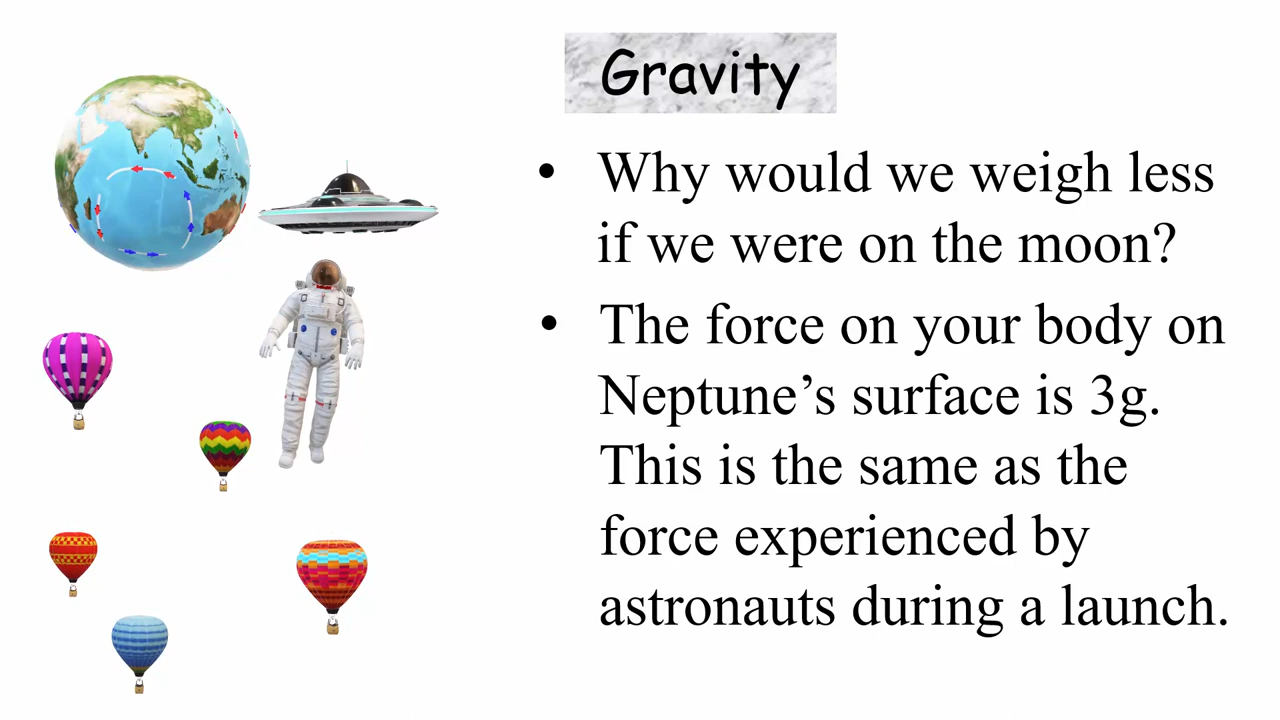 Gravity
• Why would we weigh less
if we were on the moon?
• The force on your body on
Neptune’s surface is 3g.
This is the same as the
force experienced by
astronauts during a launch.